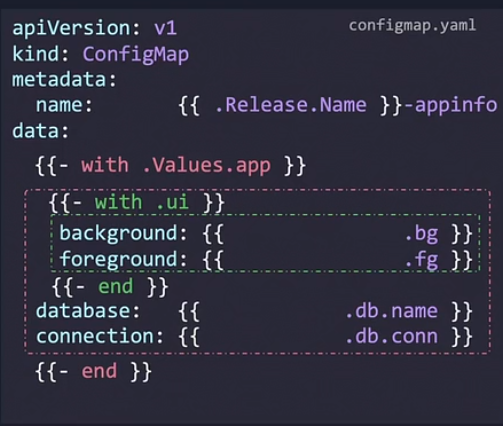 configmap.yaml
apiVersion: v1
kind: ConfigMap
metadata:
  name:       {{ .Release.Name }}-appinfo
data:
  {{- with .Values.app }}
   {{- with .ui }}
    background: {{               .bg }}
    foreground: {{               .fg }}
   {{- end }}
  database:   {{            .db.name }}
  connection: {{            .db.conn }}
  {{- end }}